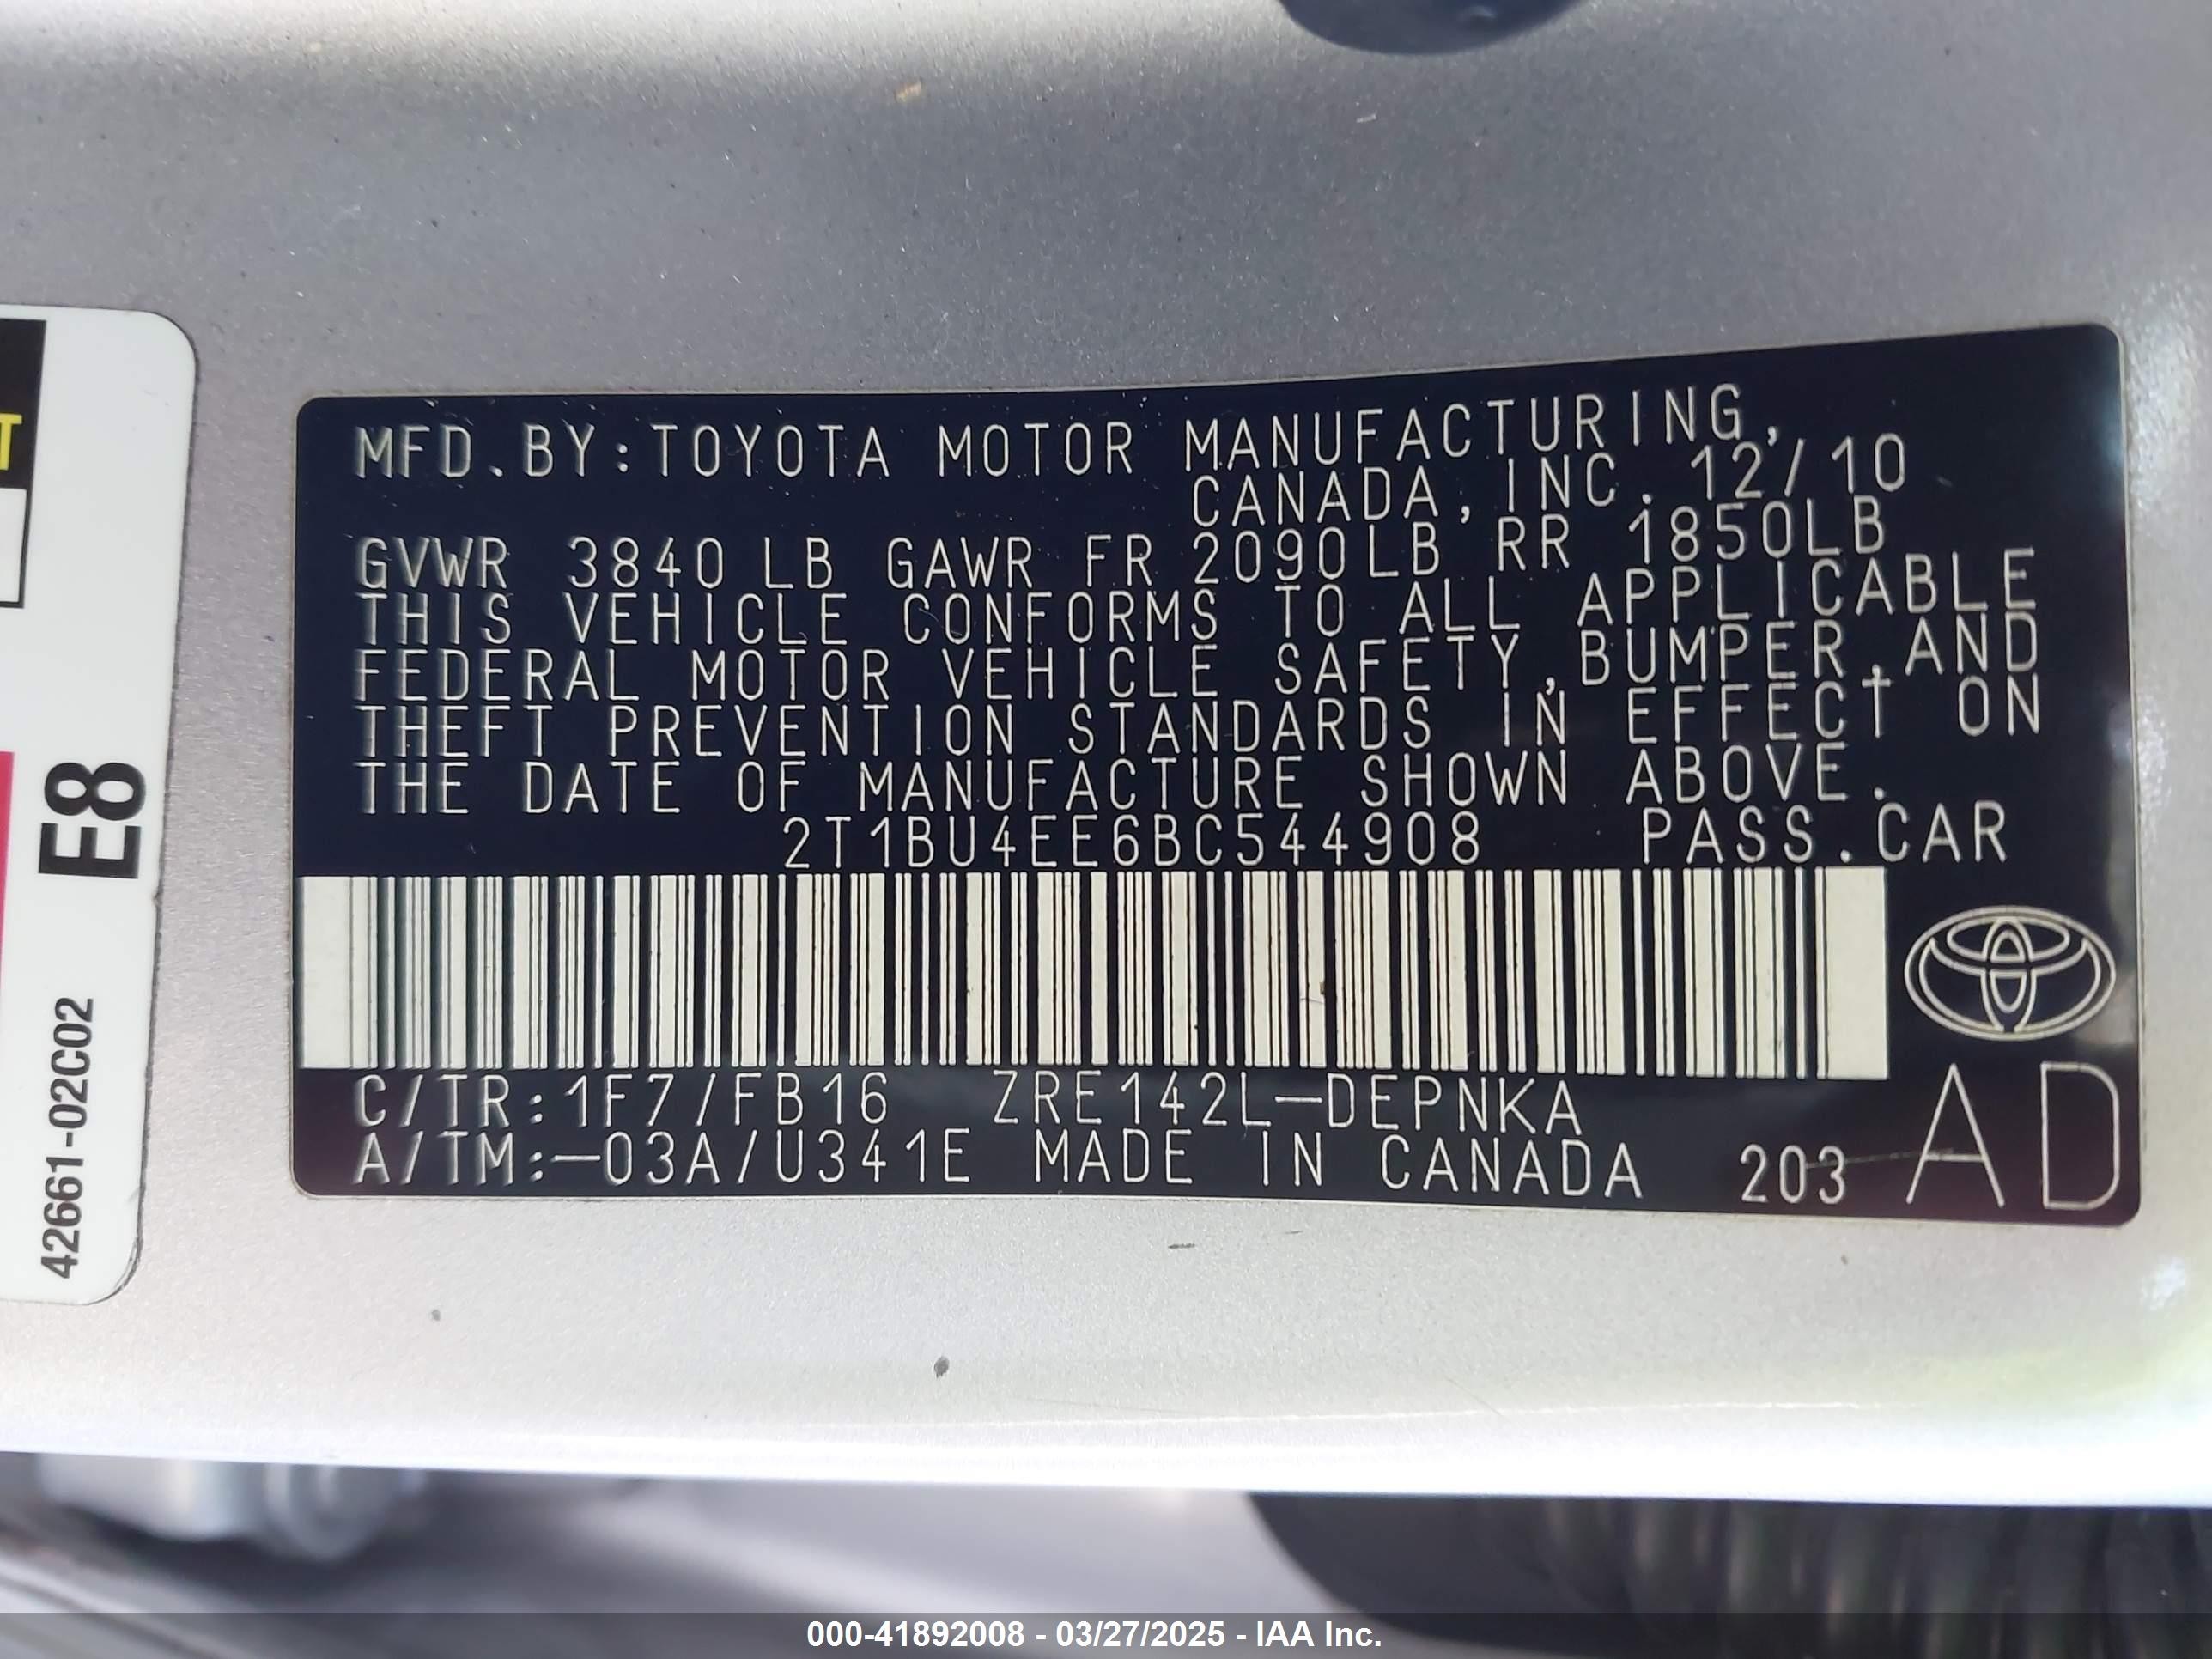 MFD.BY:TOYOTA MOTOR MANUFACTURING,
CANADA,INC. 12/10
GVWR 3840LB GAWR FR 2090LB RR 1850LB
THIS VEHICLE CONFORMS TO ALL APPLICABLE
FEDERAL MOTOR VEHICLE SAFETY,BUMPER,AND
THEFT PREVENTION STANDARDS IN EFFECT ON
THE DATE OF MANUFACTURE SHOWN ABOVE.
2T1BU4EE6BC544908 PASS.CAR
C/TR:1F7/FB16 ZRE142L-DEPNKA
A/TM:-03A/U341E MADE IN CANADA 203 AD
T
E8
42661-02C02
000-41892008 - 03/27/2025 - IAA Inc.